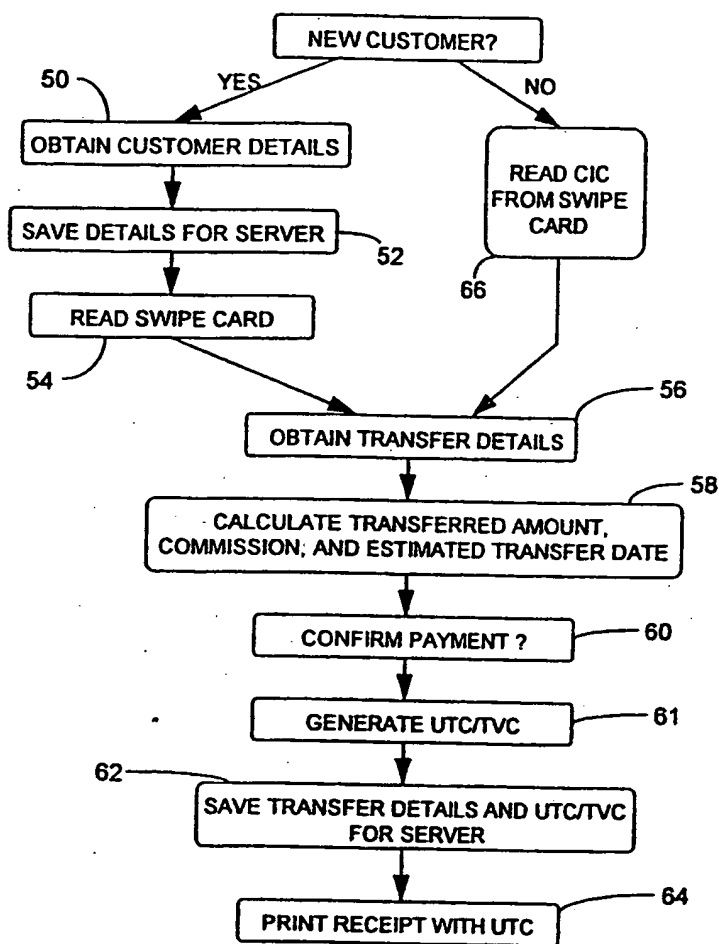 NEW CUSTOMER?
50
YES
NO
OBTAIN CUSTOMER DETAILS
READ CIC
FROM SWIPE
CARD
SAVE DETAILS FOR SERVER
52
66
READ SWIPE CARD
54
56
OBTAIN TRANSFER DETAILS
58
CALCULATE TRANSFERRED AMOUNT,
COMMISSION, AND ESTIMATED TRANSFER DATE
CONFIRM PAYMENT ?
60
GENERATE UTC/TVC
61
62
SAVE TRANSFER DETAILS AND UTC/TVC
FOR SERVER
64
PRINT RECEIPT WITH UTC